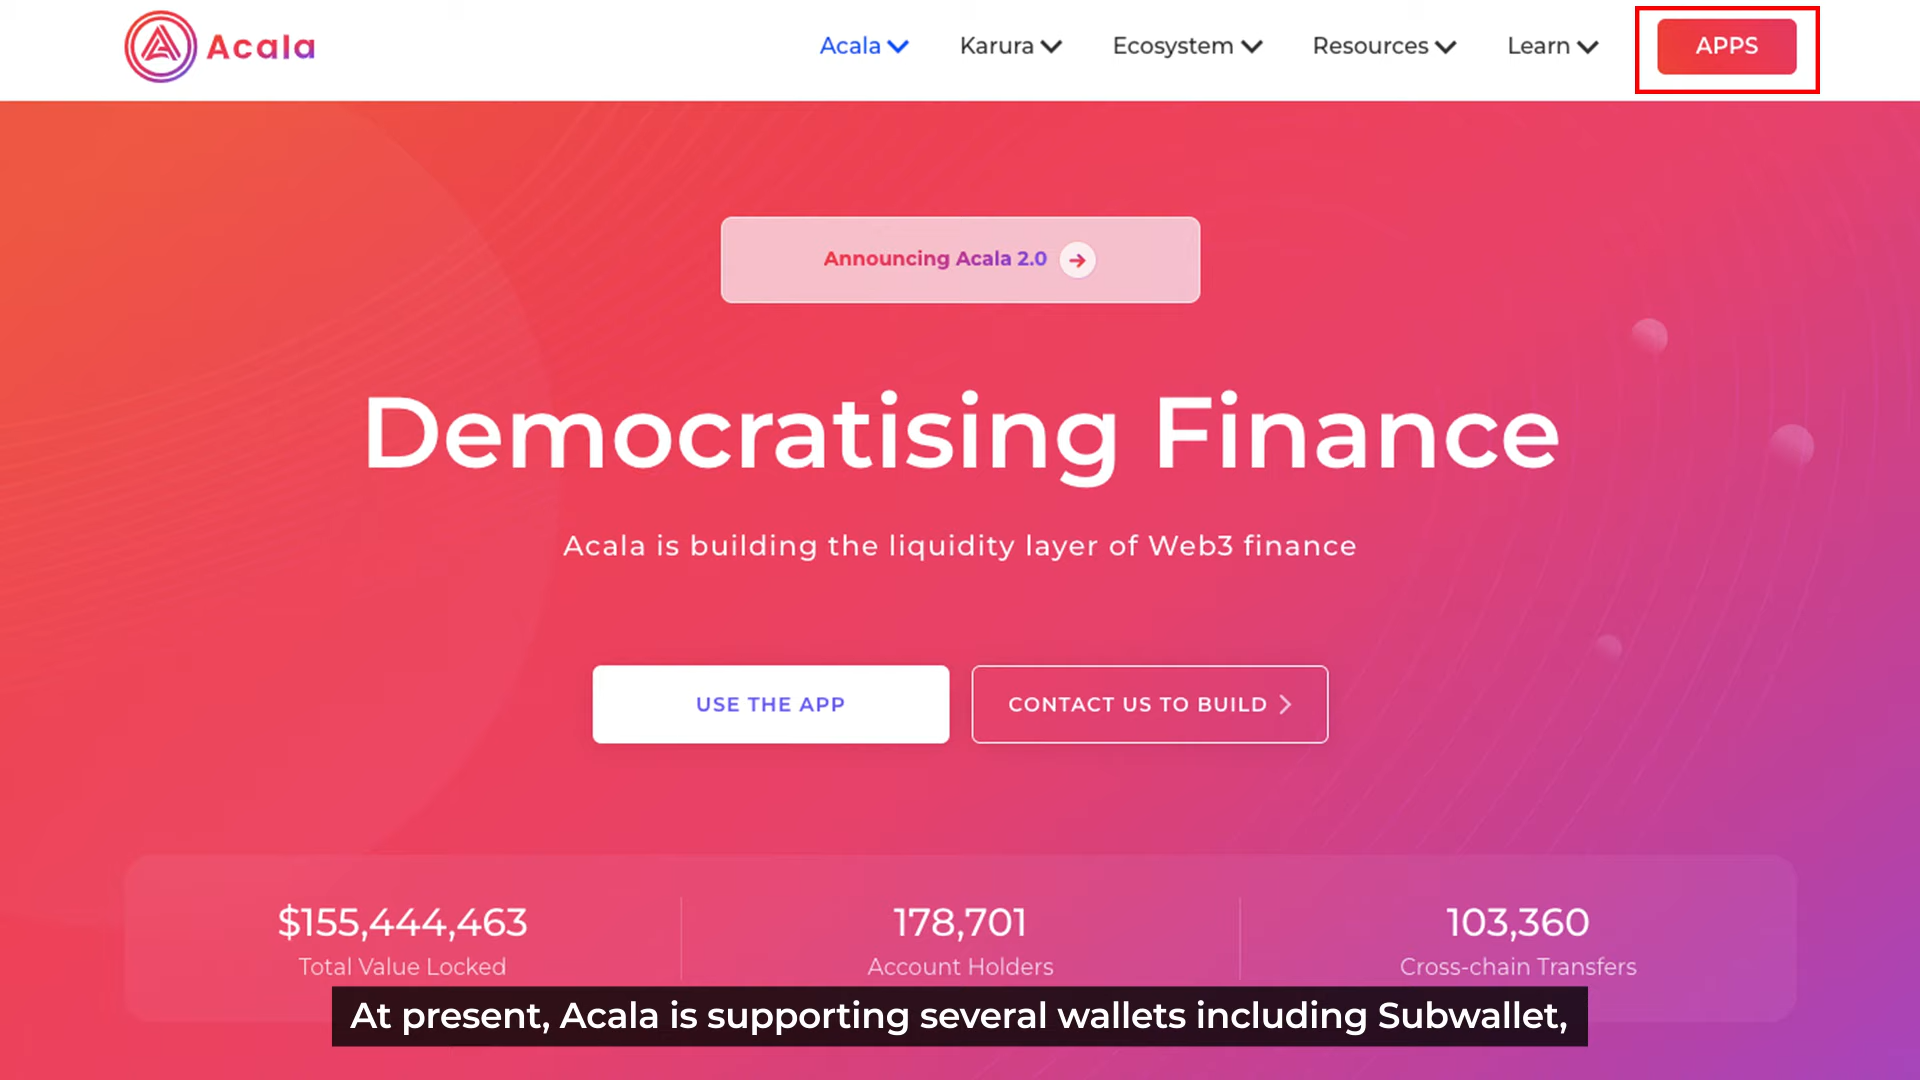 Acala
Acala Karura Ecosystem Resources Learn APPS
Announcing Acala 2.0
Democratising Finance
Acala is building the liquidity layer of Web3 finance
USE THE APP
CONTACT US TO BUILD
$155,444,463
Total Value Locked
178,701
Account Holders
103,360
Cross-chain Transfers
At present, Acala is supporting several wallets including Subwallet,